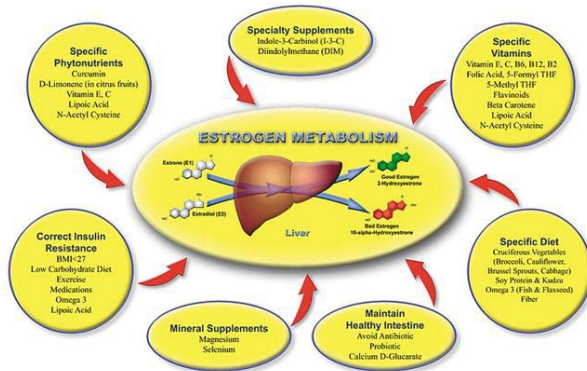 Specific
Phytonutrients
Curcumin
D-Limonene (in citrus fruits)
Vitamin E, C
Lipoic Acid
N-Acetyl Cysteine
Specialty Supplements
Indole-3-Carbinol (I-3-C)
Diindolylmethane (DIM)
Specific
Vitamins
Vitamin E, C, B6, B12, B2
Folic Acid, 5-Formyl THF
5-Methyl THF
Flavinoids
Beta Carotene
Lipoic Acid
N-Acetyl Cysteine
ESTROGEN METABOLISM
Estrone (E1)
Estradiol (E2)
Liver
Good Estrogen
2-Hydroxyestrone
Bad Estrogen
16-alpha-Hydroxyestrone
Correct Insulin
Resistance
BMI<27
Low Carbohydrate Diet
Exercise
Medications
Omega 3
Lipoic Acid
Mineral Supplements
Magnesium
Selenium
Maintain
Healthy Intestine
Avoid Antibiotic
Probiotic
Calcium D-Glucarate
Specific Diet
Cruciferous Vegetables
(Broccoli, Cauliflower,
Brussel Sprouts, Cabbage)
Soy Protein & Kudzu
Omega 3 (Fish & Flaxseed)
Fiber